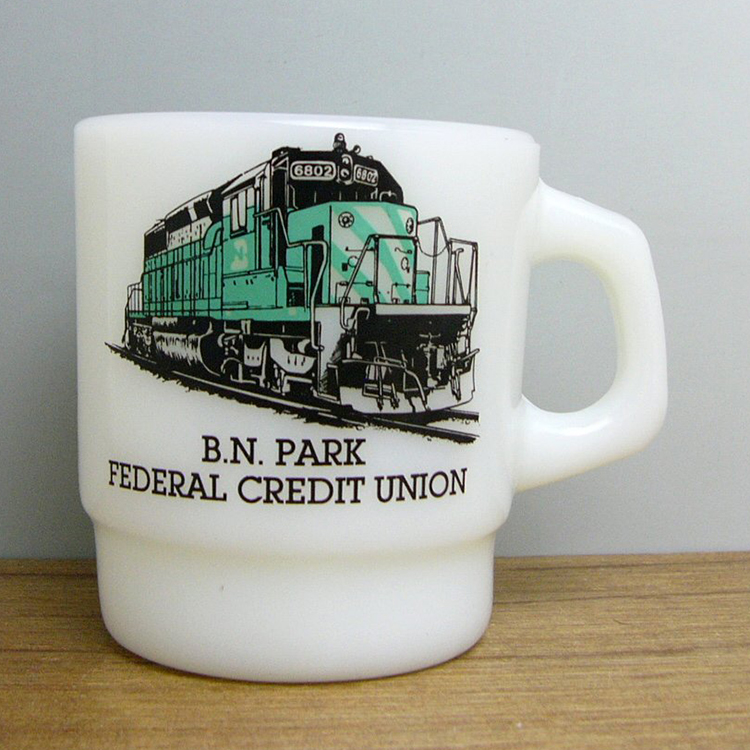 6802 6802
B.N. PARK
FEDERAL CREDIT UNION